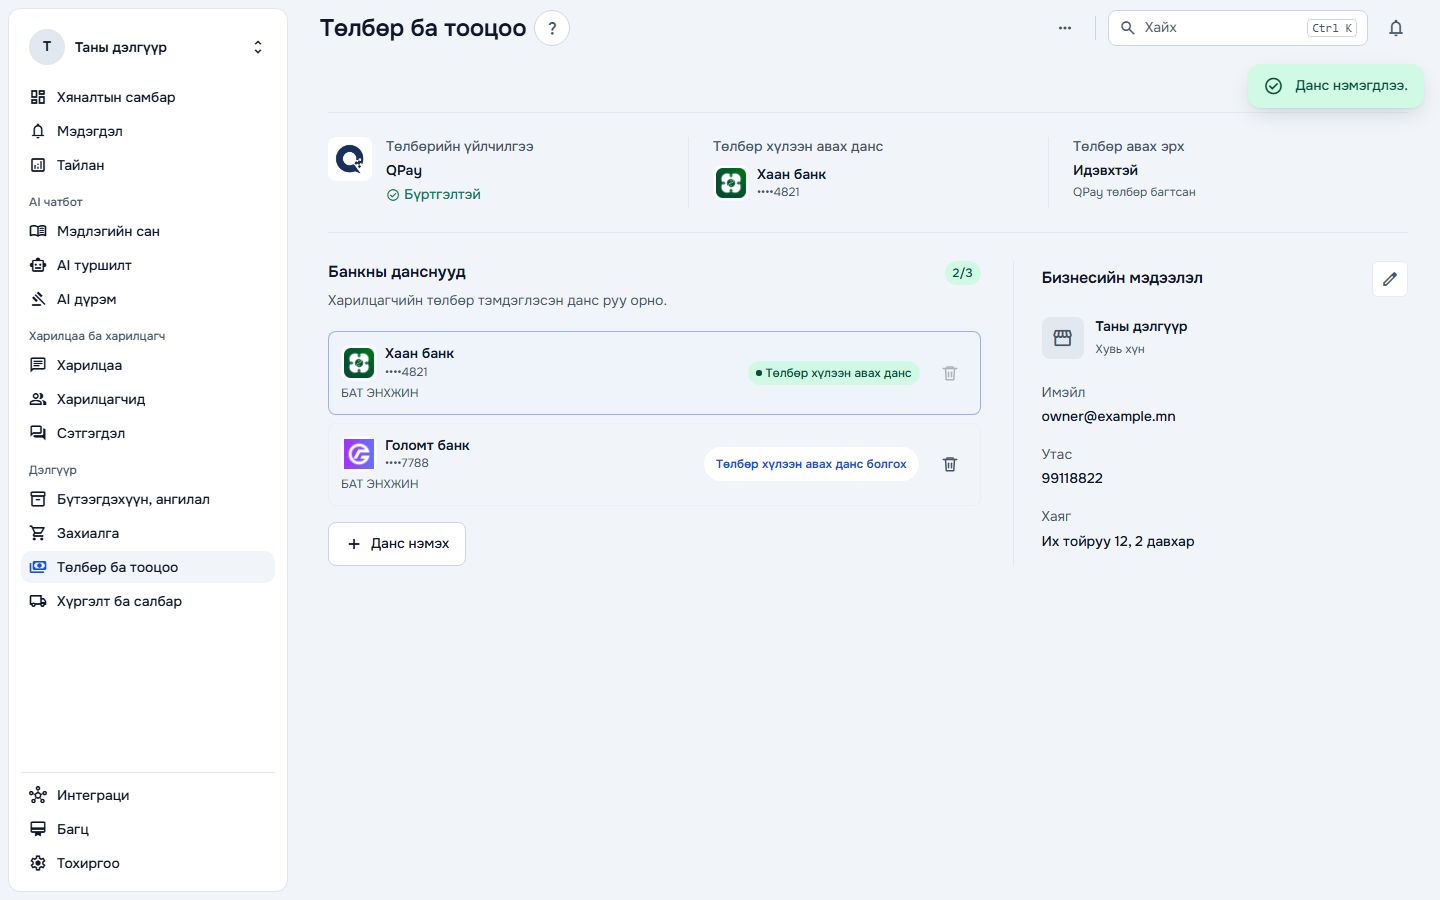 Т
Таны дэлгүүр
Хяналтын самбар
Мэдэгдэл
Тайлан
AI чатбот
Мэдлэгийн сан
AI туршилт
AI дүрэм
Харилцаа ба харилцагч
Харилцаа
Харилцагчид
Сэтгэгдэл
Дэлгүүр
Бүтээгдэхүүн, ангилал
Захиалга
Төлбөр ба тооцоо
Хүргэлт ба салбар
Интеграци
Багц
Тохиргоо
Төлбөр ба тооцоо
?
Хайх
Ctrl K
Данс нэмэгдлээ.
Төлбөрийн үйлчилгээ
QPay
Бүртгэлтэй
Төлбөр хүлээн авах данс
Хаан банк
••••4821
Төлбөр авах эрх
Идэвхтэй
QPay төлбөр багтсан
Банкны данснууд
2/3
Харилцагчийн төлбөр тэмдэглэсэн данс руу орно.
Хаан банк
••••4821
БАТ ЭНХЖИН
Төлбөр хүлээн авах данс
Голомт банк
••••7788
БАТ ЭНХЖИН
Төлбөр хүлээн авах данс болгох
Данс нэмэх
Бизнесийн мэдээлэл
Таны дэлгүүр
Хувь хүн
Имэйл
owner@example.mn
Утас
99118822
Хаяг
Их тойруу 12, 2 давхар